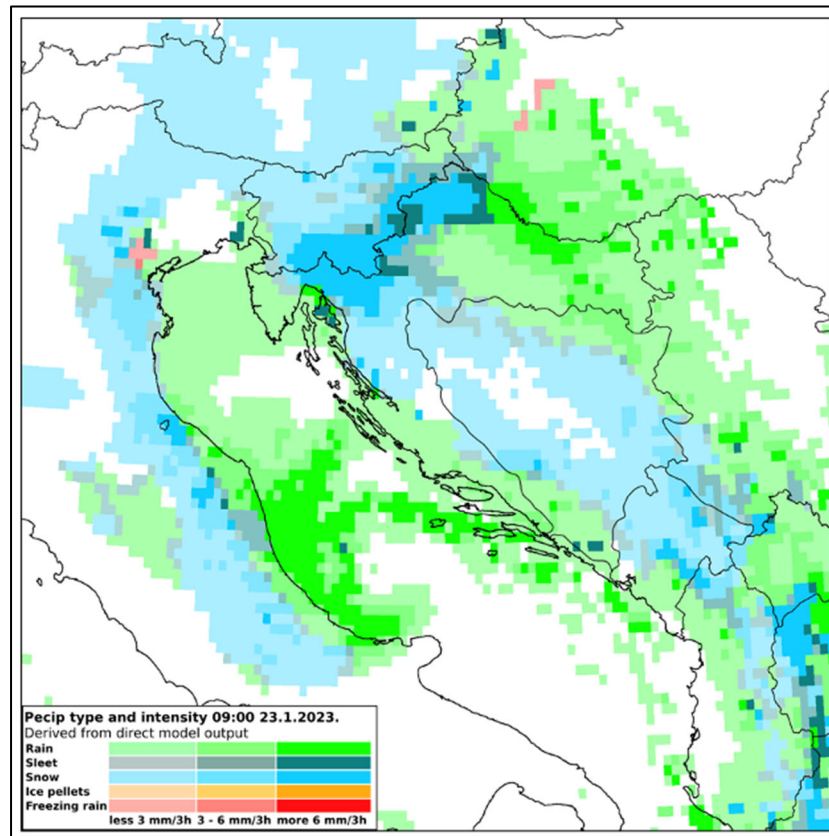 Pecip type and intensity 09:00 23.1.2023.
Derived from direct model output
Rain
Sleet
Snow
Ice pellets
Freezing rain
less 3 mm/3h 3 - 6 mm/3h more 6 mm/3h